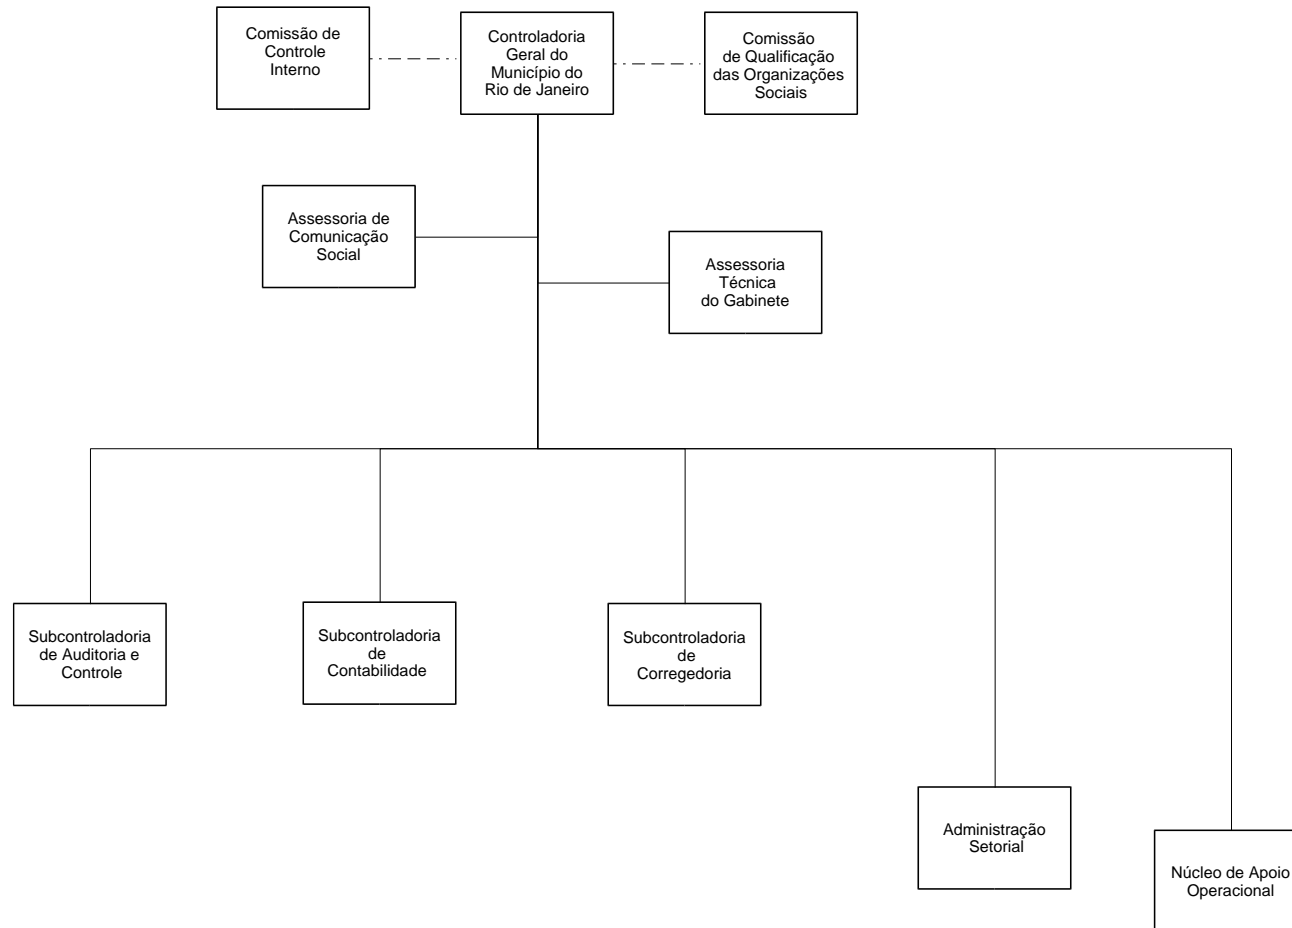 Comissão de
Controle
Interno
Controladoria
Geral do
Município do
Rio de Janeiro
Comissão
de Qualificação
das Organizações
Sociais
Assessoria de
Comunicação
Social
Assessoria
Técnica
do Gabinete
Subcontroladoria
de Auditoria e
Controle
Subcontroladoria
de
Contabilidade
Subcontroladoria
de
Corregedoria
Administração
Setorial
Núcleo de Apoio
Operacional